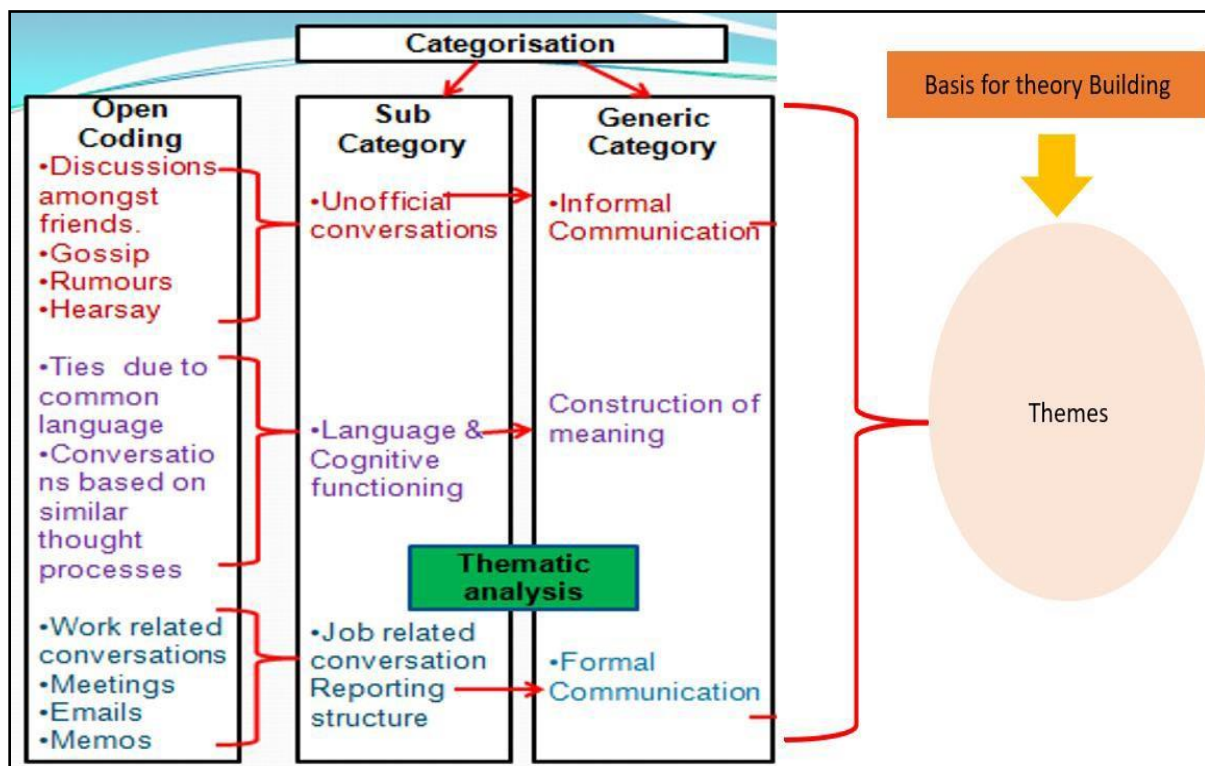 Categorisation
Open
Coding
•Discussions
amongst
friends.
•Gossip
•Rumours
•Hearsay
•Ties due to
common
language
•Conversatio
ns based on
similar
thought
processes
•Work related
conversations
•Meetings
•Emails
•Memos
Sub
Category
•Unofficial
conversations
•Language &
Cognitive
functioning
•Job related
conversation
Reporting
structure
Generic
Category
•Informal
Communication
Construction of
meaning
•Formal
Communication
Thematic
analysis
Basis for theory Building
Themes